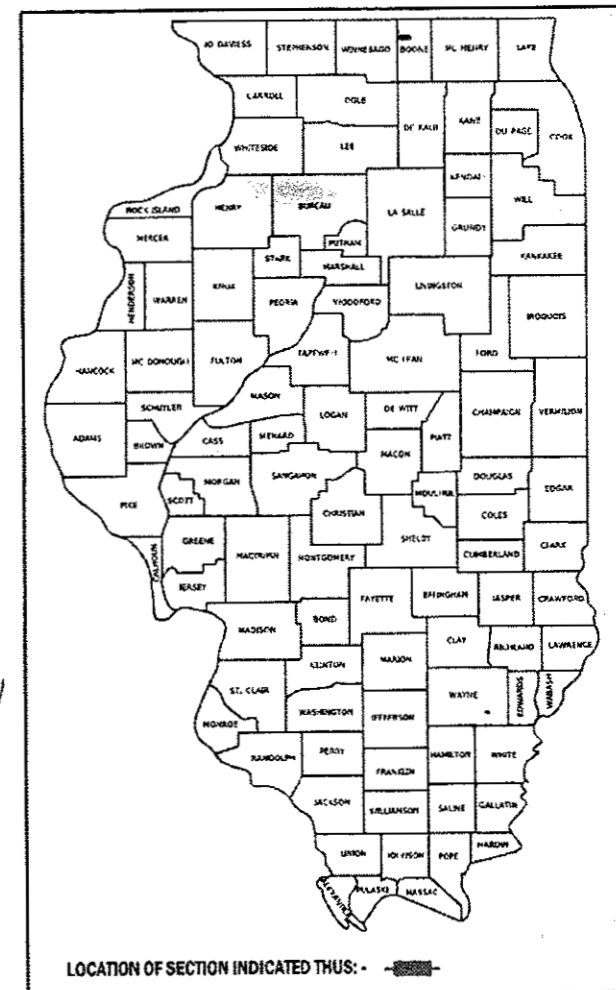 JO DAVIESS STEPHENSON WINNEBAGO BOONE MC HENRY LAKE
CARROLL OGLE DE KALB KANE DU PAGE COOK
WHITESIDE LEE KENDALL WILL
ROCK ISLAND HENRY BUREAU LA SALLE GRUNDY
MERCER PUTNAM KANKAKEE
HENDERSON WARREN KNOX STARK MARSHALL LIVINGSTON
PEORIA WOODFORD IROQUOIS
HANCOCK MC DONOUGH FULTON TAZEWELL MC LEAN FORD
SCHUYLER MASON LOGAN DE WITT CHAMPAIGN VERMILION
ADAMS BROWN CASS MENARD MACON PIATT
PIKE SCOTT MORGAN SANGAMON MOULTRIE DOUGLAS EDGAR
CHRISTIAN COLES
CALHOUN GREENE MACOUPIN MONTGOMERY SHELBY CUMBERLAND CLARK
JERSEY FAYETTE EFFINGHAM JASPER CRAWFORD
MADISON BOND CLAY RICHLAND LAWRENCE
CLINTON MARION
ST. CLAIR WASHINGTON JEFFERSON WAYNE EDWARDS WABASH
MONROE
RANDOLPH PERRY FRANKLIN HAMILTON WHITE
JACKSON WILLIAMSON SALINE GALLATIN
UNION JOHNSON POPE HARDIN
ALEXANDER PULASKI MASSAC
LOCATION OF SECTION INDICATED THUS: -